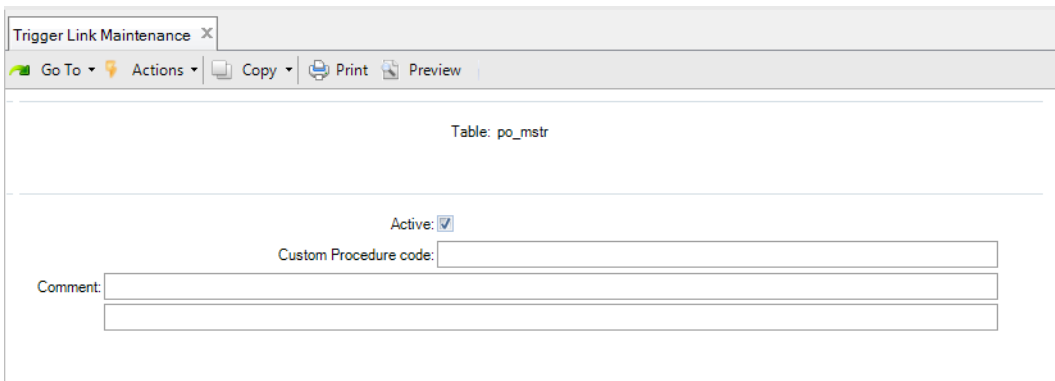 Trigger Link Maintenance X
Go To Actions Copy Print Preview
Table: po_mstr
Active:
Custom Procedure code:
Comment: